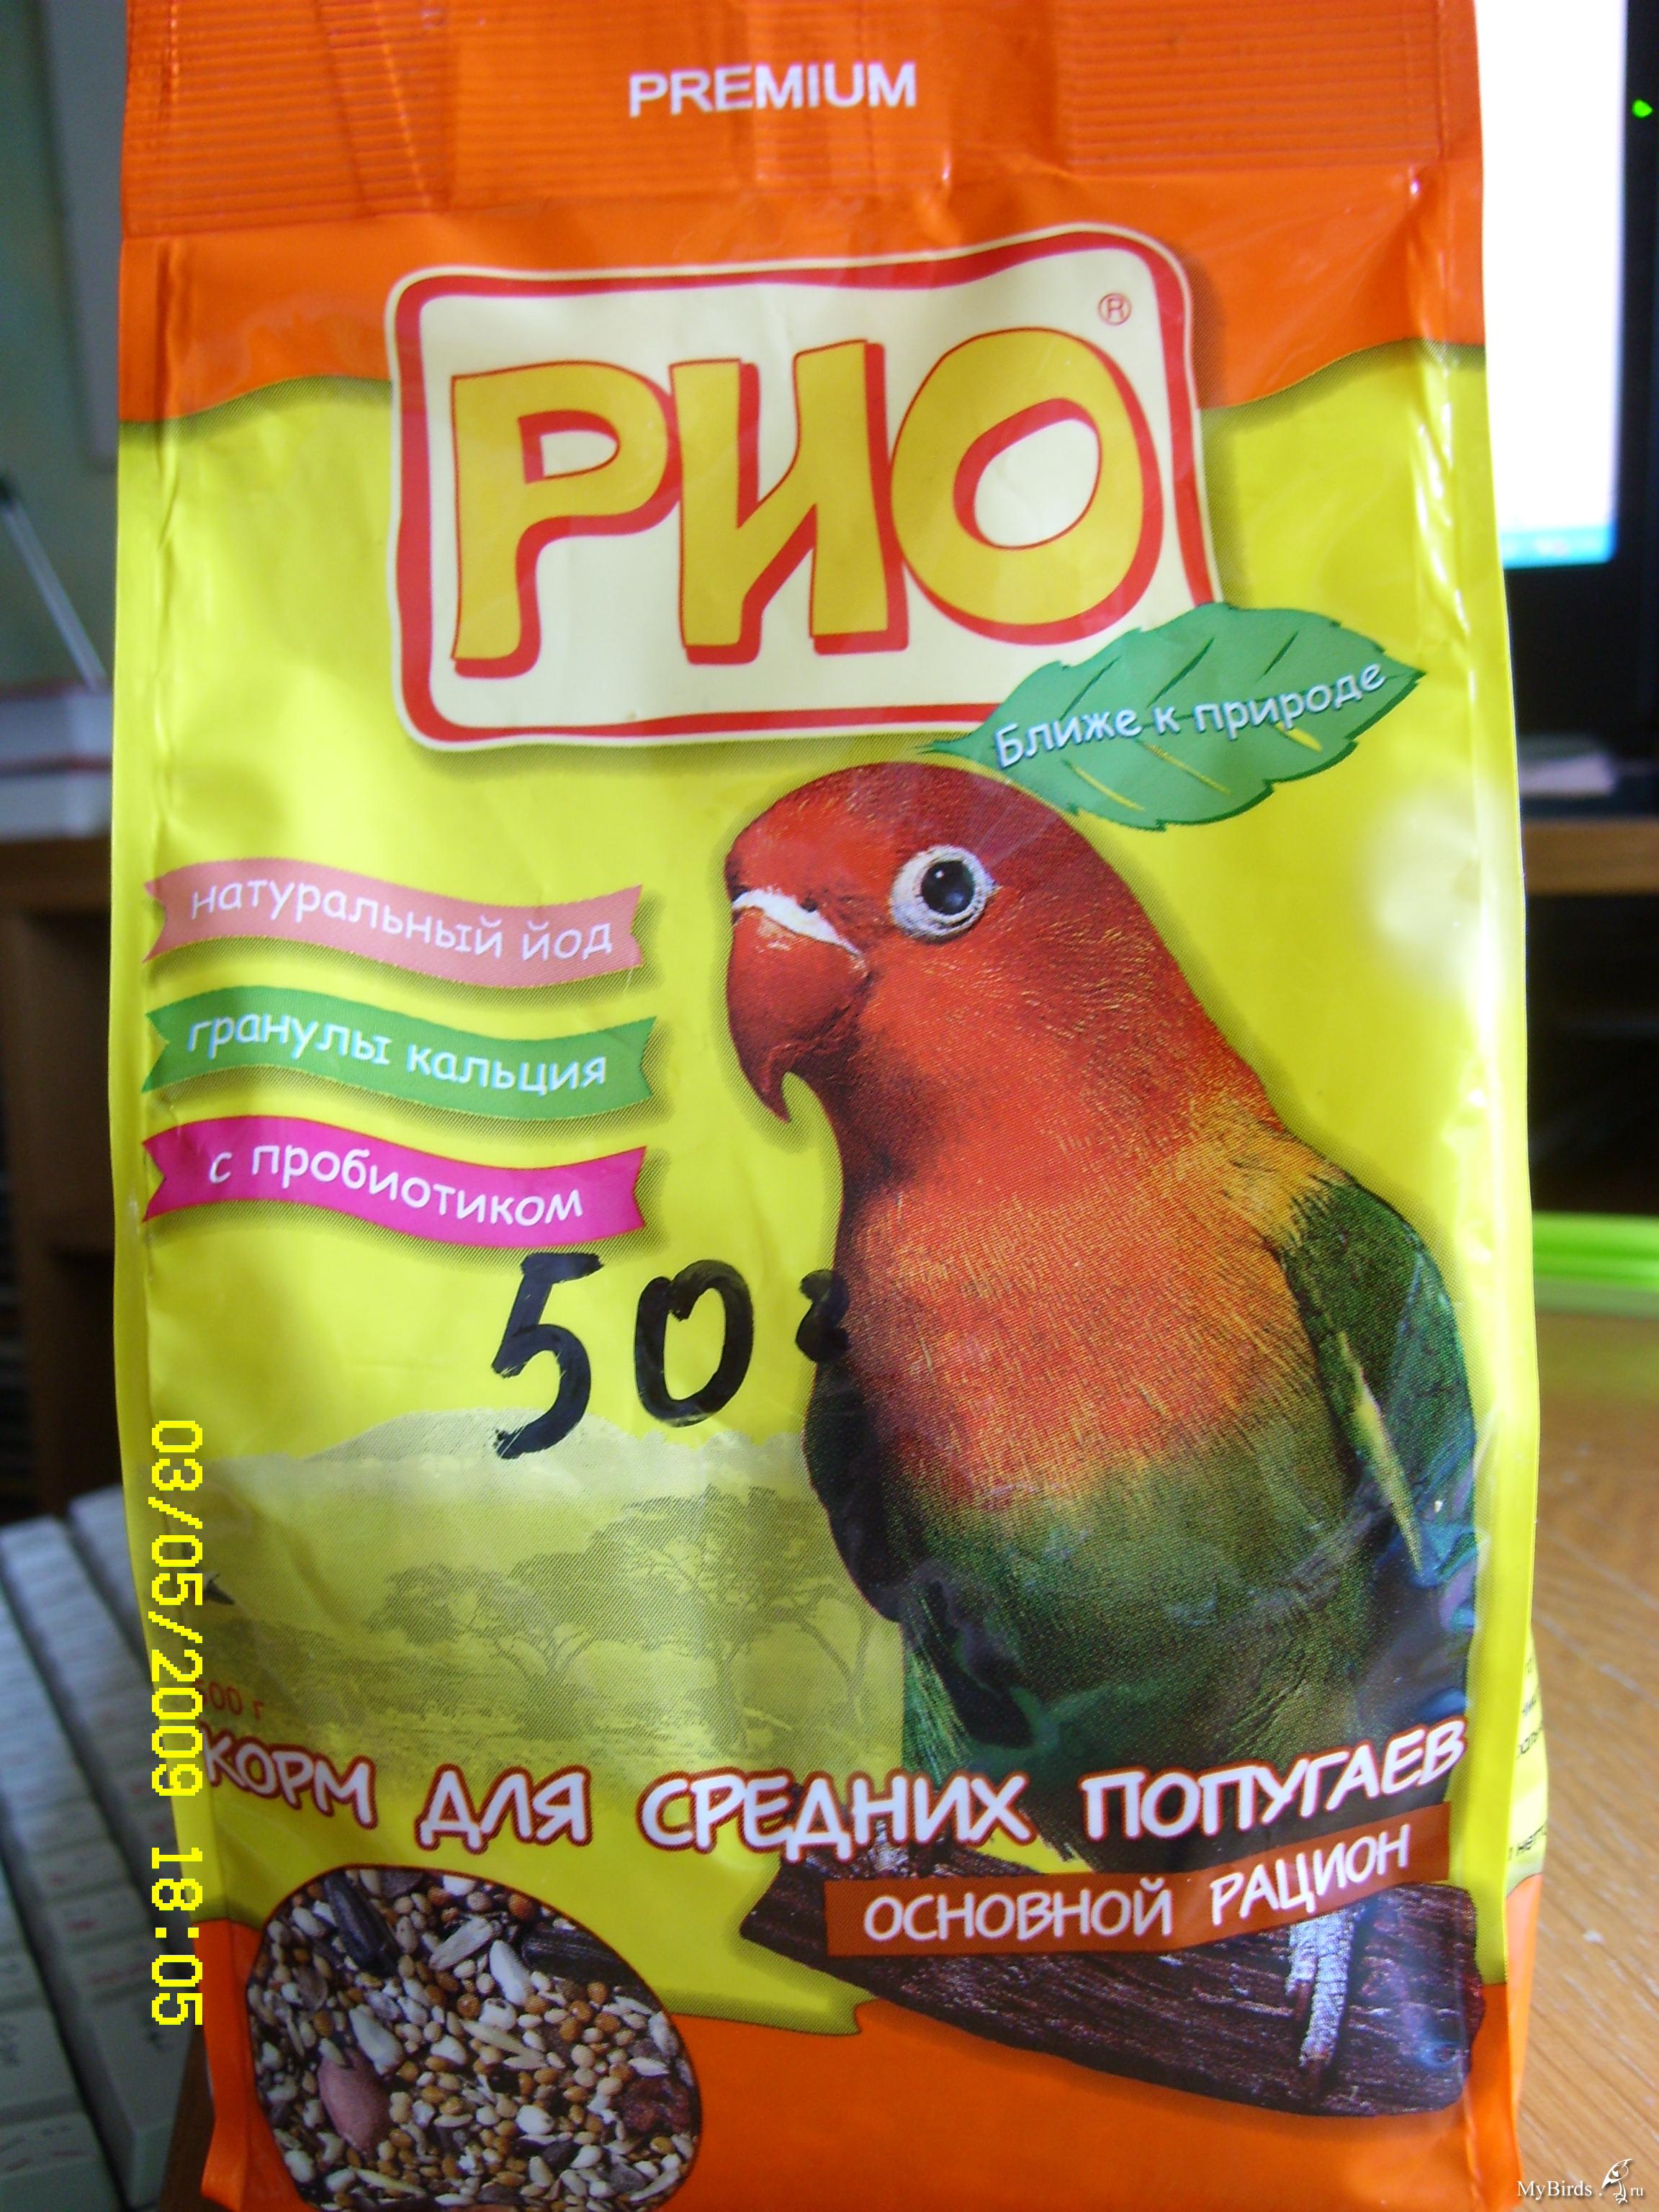 PREMIUM
РИО ®
Ближе к природе
натуральный йод
гранулы кальция
с пробиотиком
50
03/05/2009 18:05
КОРМ ДЛЯ СРЕДНИХ ПОПУГАЕВ
ОСНОВНОЙ РАЦИОН
MyBirds.ru